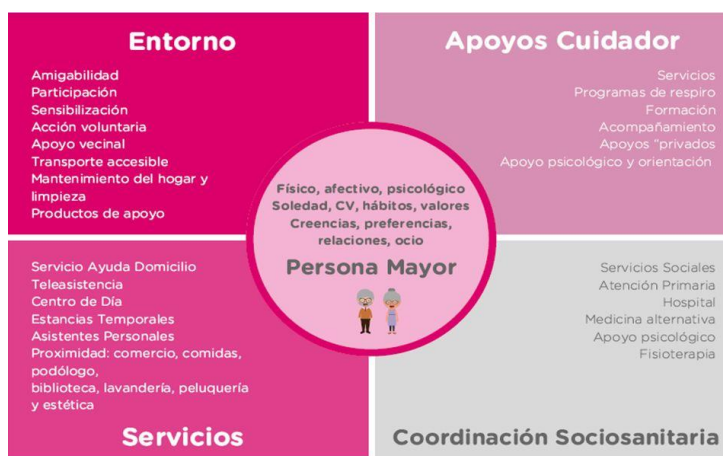 Entorno
Amigabilidad
Participación
Sensibilización
Acción voluntaria
Apoyo vecinal
Transporte accesible
Mantenimiento del hogar y
limpieza
Productos de apoyo
Apoyos Cuidador
Servicios
Programas de respiro
Formación
Acompañamiento
Apoyos "privados
Apoyo psicológico y orientación
Físico, afectivo, psicológico
Soledad, CV, hábitos, valores
Creencias, preferencias,
relaciones, ocio
Persona Mayor
Servicio Ayuda Domicilio
Teleasistencia
Centro de Día
Estancias Temporales
Asistentes Personales
Proximidad: comercio, comidas,
podólogo,
biblioteca, lavandería, peluquería
y estética
Servicios
Servicios Sociales
Atención Primaria
Hospital
Medicina alternativa
Apoyo psicológico
Fisioterapia
Coordinación Sociosanitaria